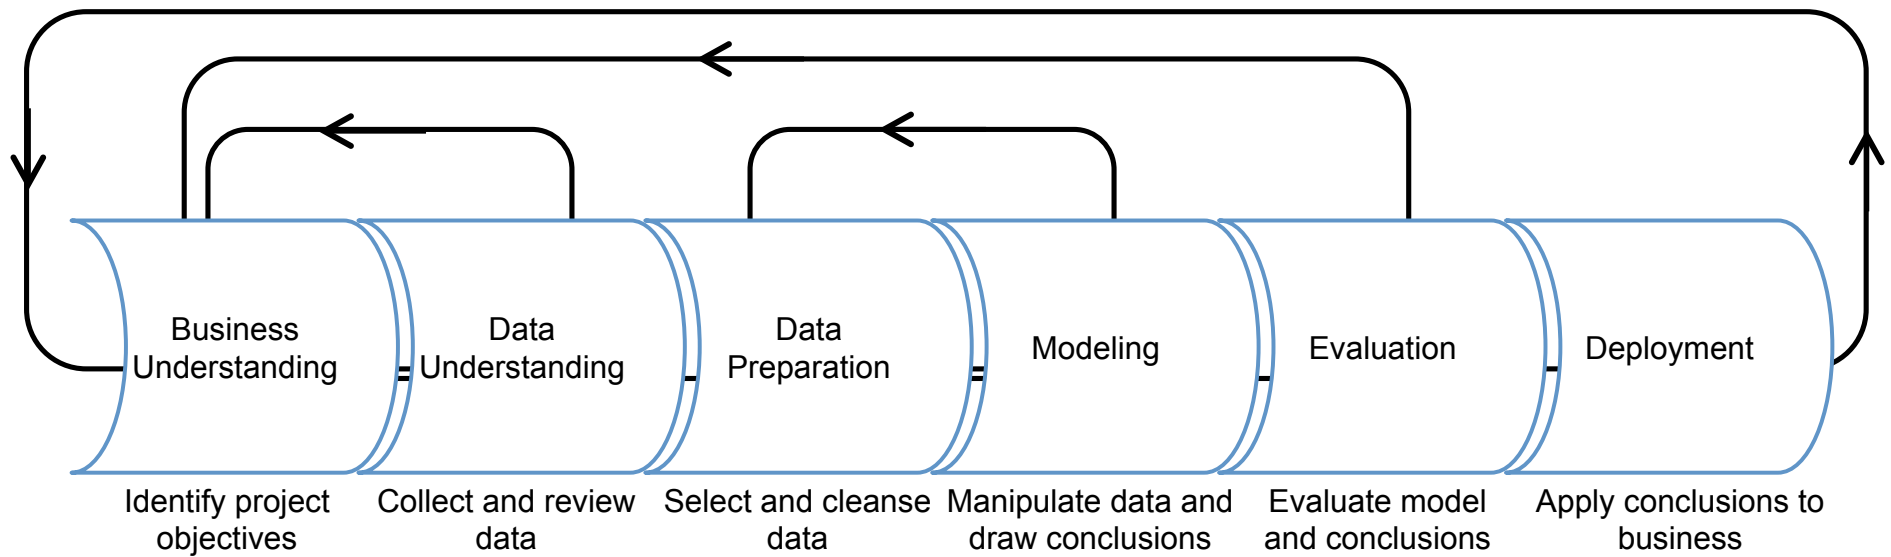 Business
Understanding
Data
Understanding
Data
Preparation
Modeling
Evaluation
Deployment
Identify project
objectives
Collect and review
data
Select and cleanse
data
Manipulate data and
draw conclusions
Evaluate model
and conclusions
Apply conclusions to
business